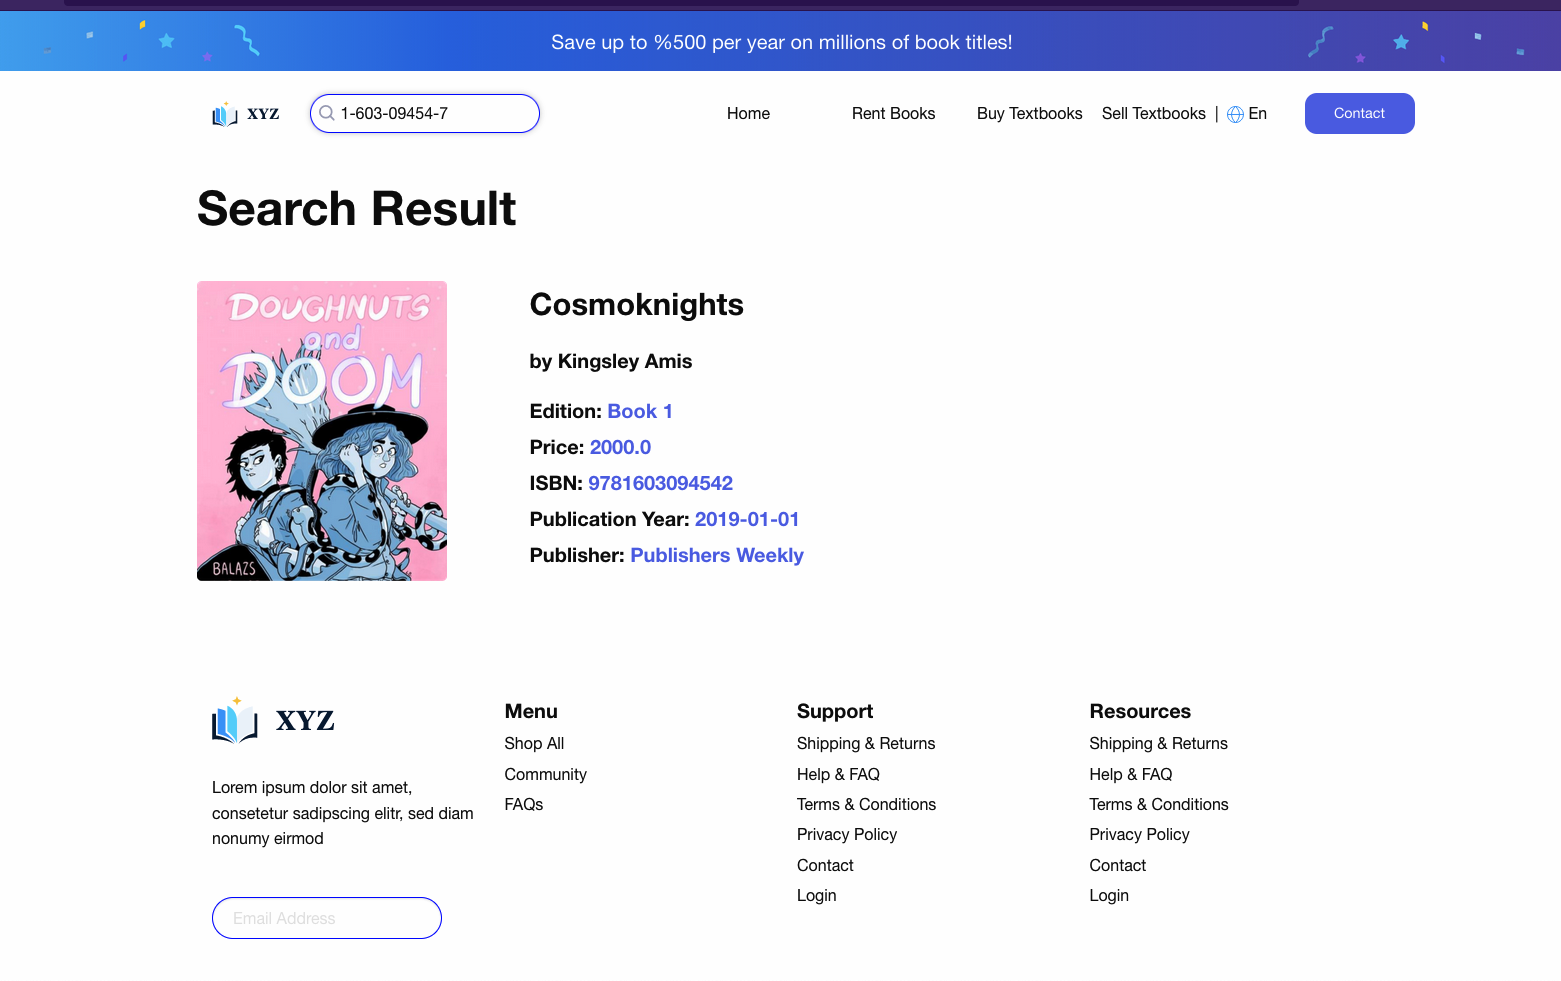 Save up to %500 per year on millions of book titles!
XYZ
1-603-09454-7
Home
Rent Books
Buy Textbooks
Sell Textbooks | En
Contact
Search Result
DOUGHNUTS
and
DOOM
BALAZS
Cosmoknights
by Kingsley Amis
Edition: Book 1
Price: 2000.0
ISBN: 9781603094542
Publication Year: 2019-01-01
Publisher: Publishers Weekly
XYZ
Lorem ipsum dolor sit amet,
consetetur sadipscing elitr, sed diam
nonumy eirmod
Email Address
Menu
Shop All
Community
FAQs
Support
Shipping & Returns
Help & FAQ
Terms & Conditions
Privacy Policy
Contact
Login
Resources
Shipping & Returns
Help & FAQ
Terms & Conditions
Privacy Policy
Contact
Login